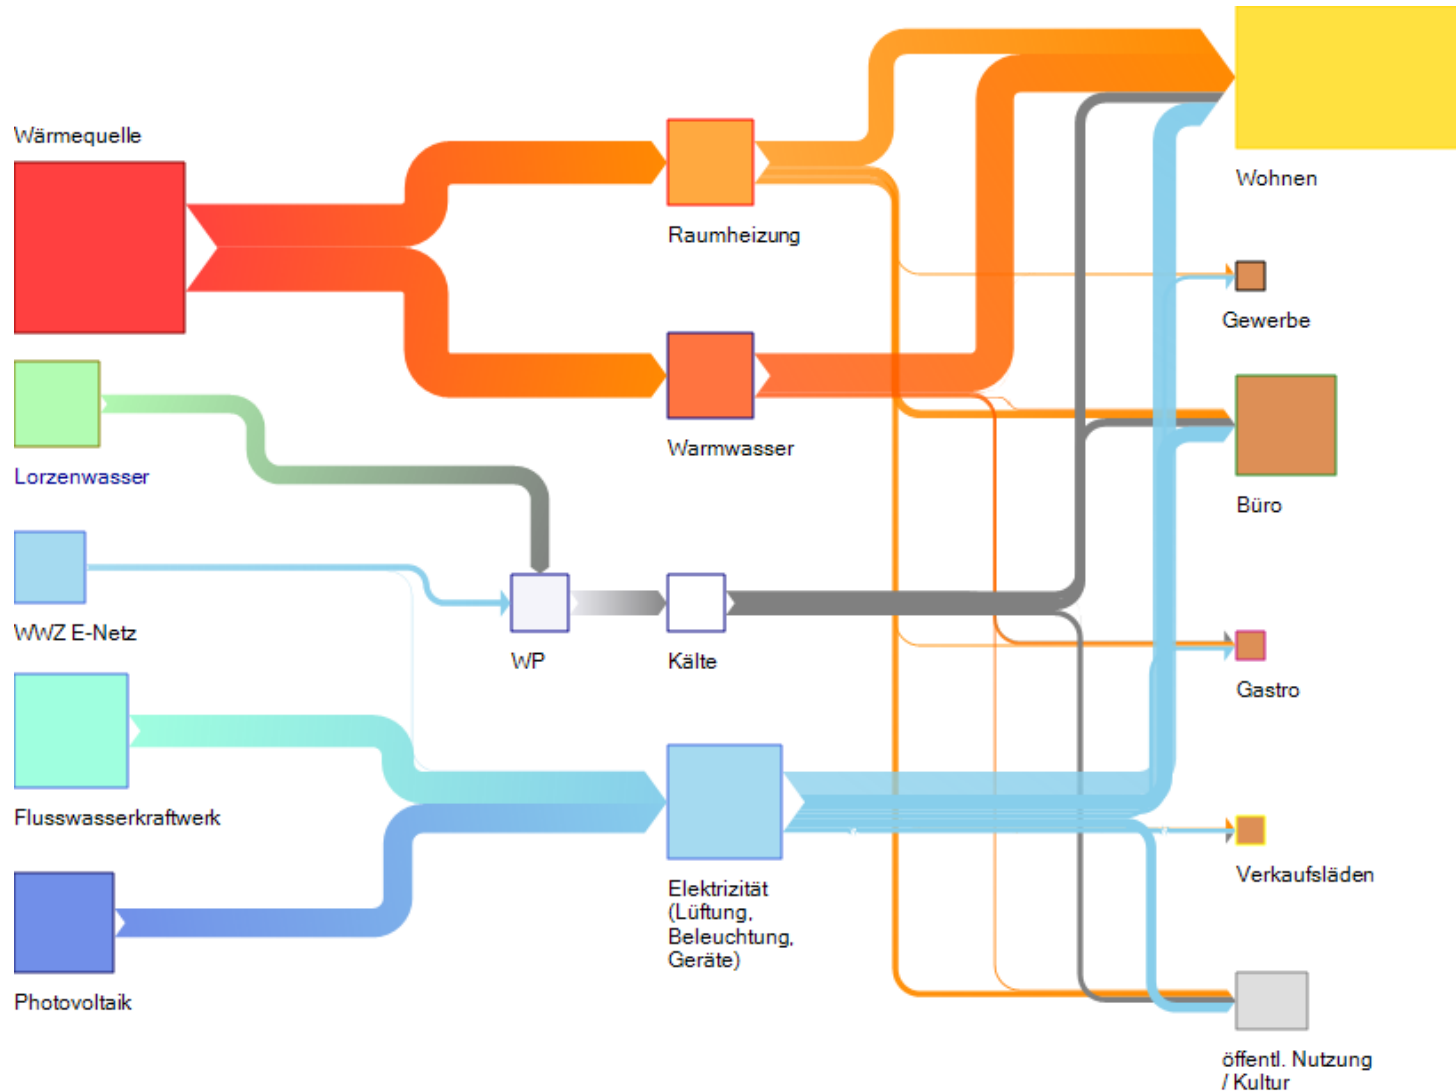 Wärmequelle
Lorzenwasser
WWZ E-Netz
Flusswasserkraftwerk
Photovoltaik
WP
Raumheizung
Warmwasser
Kälte
Elektrizität
(Lüftung,
Beleuchtung,
Geräte)
Wohnen
Gewerbe
Büro
Gastro
Verkaufsläden
öffentl. Nutzung
/ Kultur